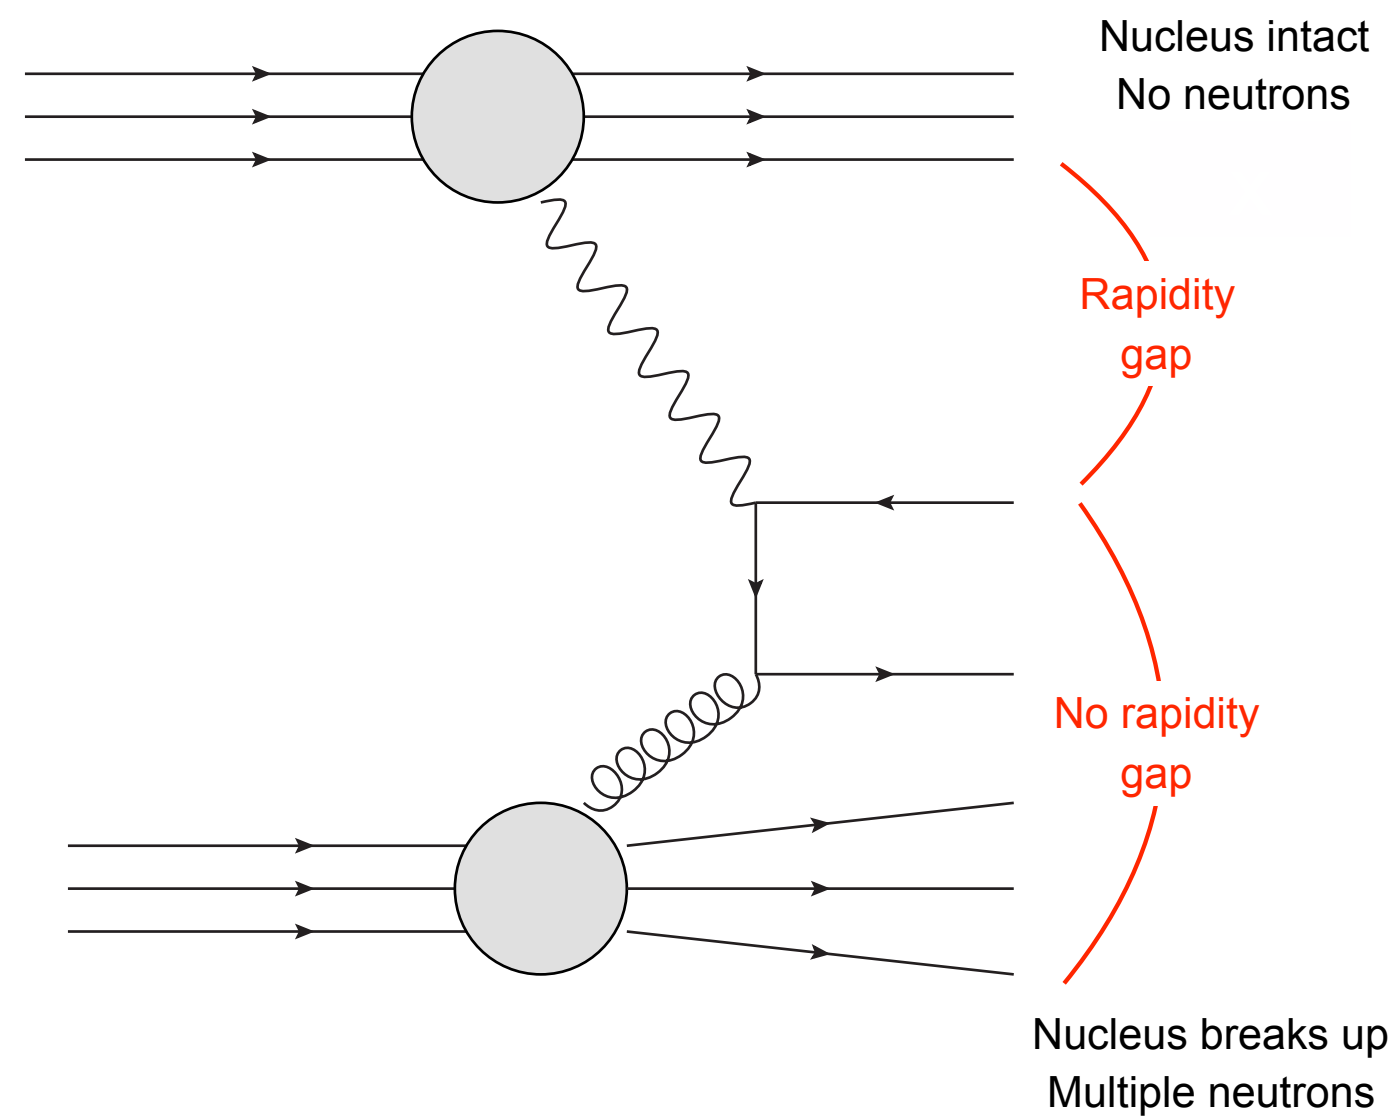 Nucleus intact
No neutrons
Rapidity
gap
No rapidity
gap
Nucleus breaks up
Multiple neutrons